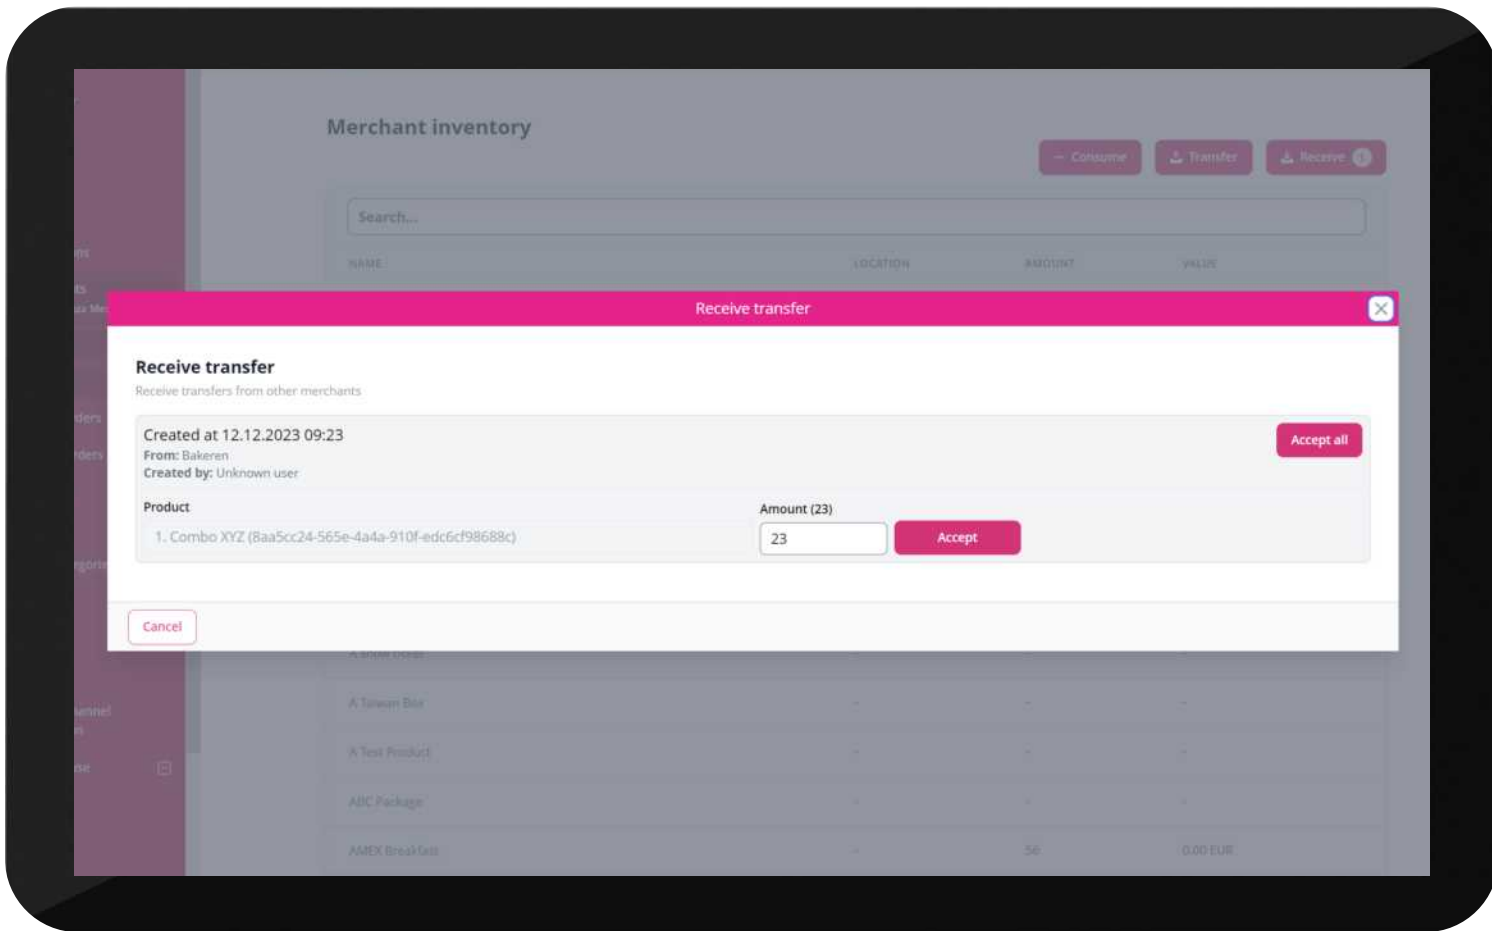 Merchant inventory
Consume
Transfer
Receive
Search...
NAME LOCATION AMOUNT VALUE
Receive transfer
Receive transfer
Receive transfers from other merchants
Created at 12.12.2023 09:23
Accept all
From: Bakeren
Created by: Unknown user
Product
Amount (23)
1. Combo XYZ (8aa5cc24-565e-4a4a-910f-edc6cf98688c)
23
Accept
Cancel
A Taiwan Box - - -
A Test Product - - -
ABC Package - - -
AMEX Breakfast - 56 0.00 EUR